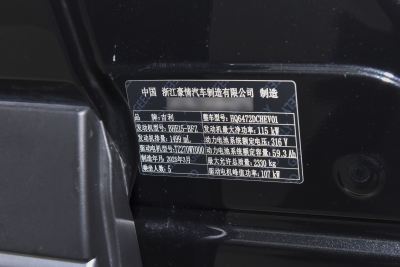 中国 浙江豪情汽车制造有限公司 制造
品 牌:吉利 整车型号:HQ6472DCHEV01
发动机型号:BHE15-BFZ 发动机最大净功率:115 kW
发动机排量:1499 mL 动力电池系统额定电压:316 V
驱动电机型号:TZ270XY000 动力电池系统额定容量:59.3 Ah
制造年月:2023年3月 最大允许总质量:2330 kg
乘坐人数:5 驱动电机峰值功率:107 kW